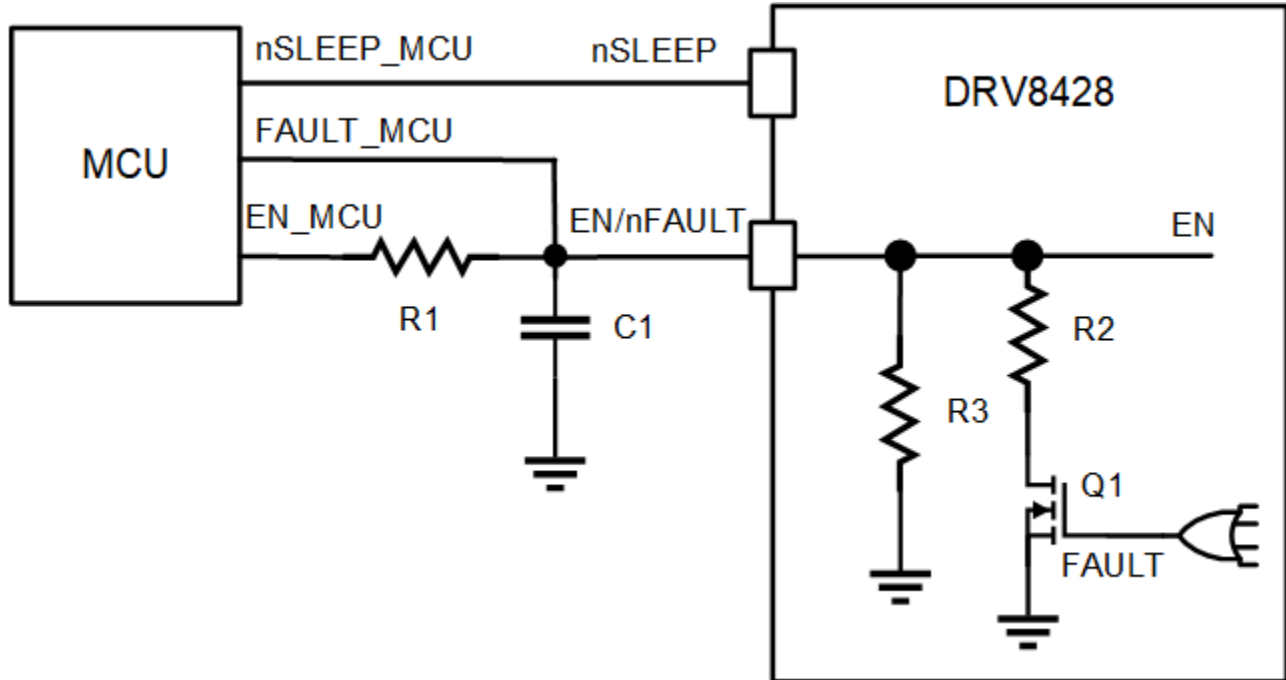 nSLEEP_MCU
nSLEEP
DRV8428
FAULT_MCU
MCU
EN_MCU
EN/nFAULT
EN
R1
C1
R2
R3
Q1
FAULT